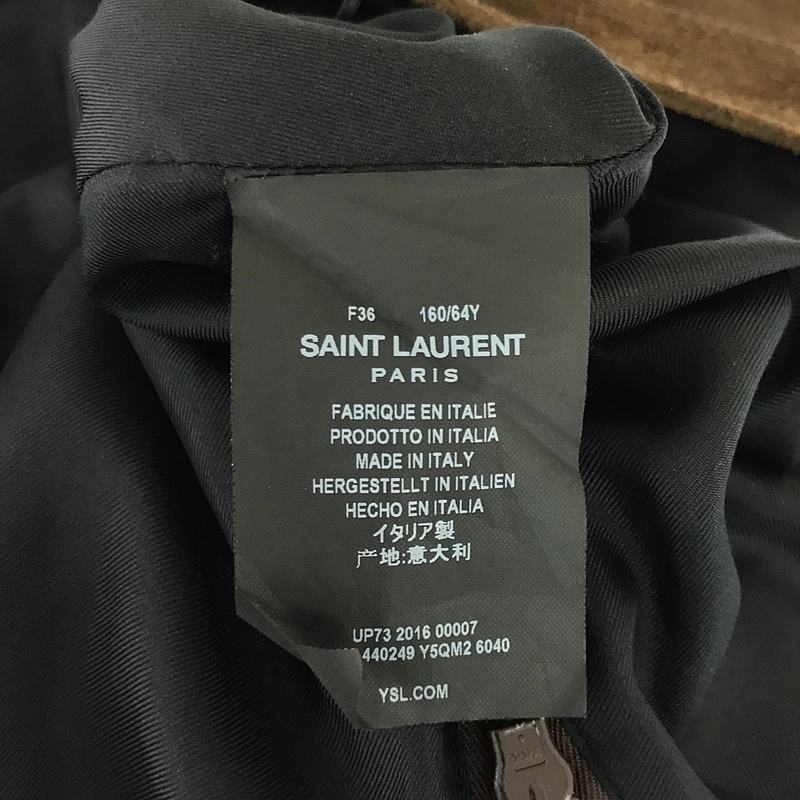 F36 160/64Y
SAINT LAURENT
PARIS
FABRIQUE EN ITALIE
PRODOTTO IN ITALIA
MADE IN ITALY
HERGESTELLT IN ITALIEN
HECHO EN ITALIA
イタリア製
产地:意大利
UP73 2016 00007
440249 Y5QM2 6040
YSL.COM